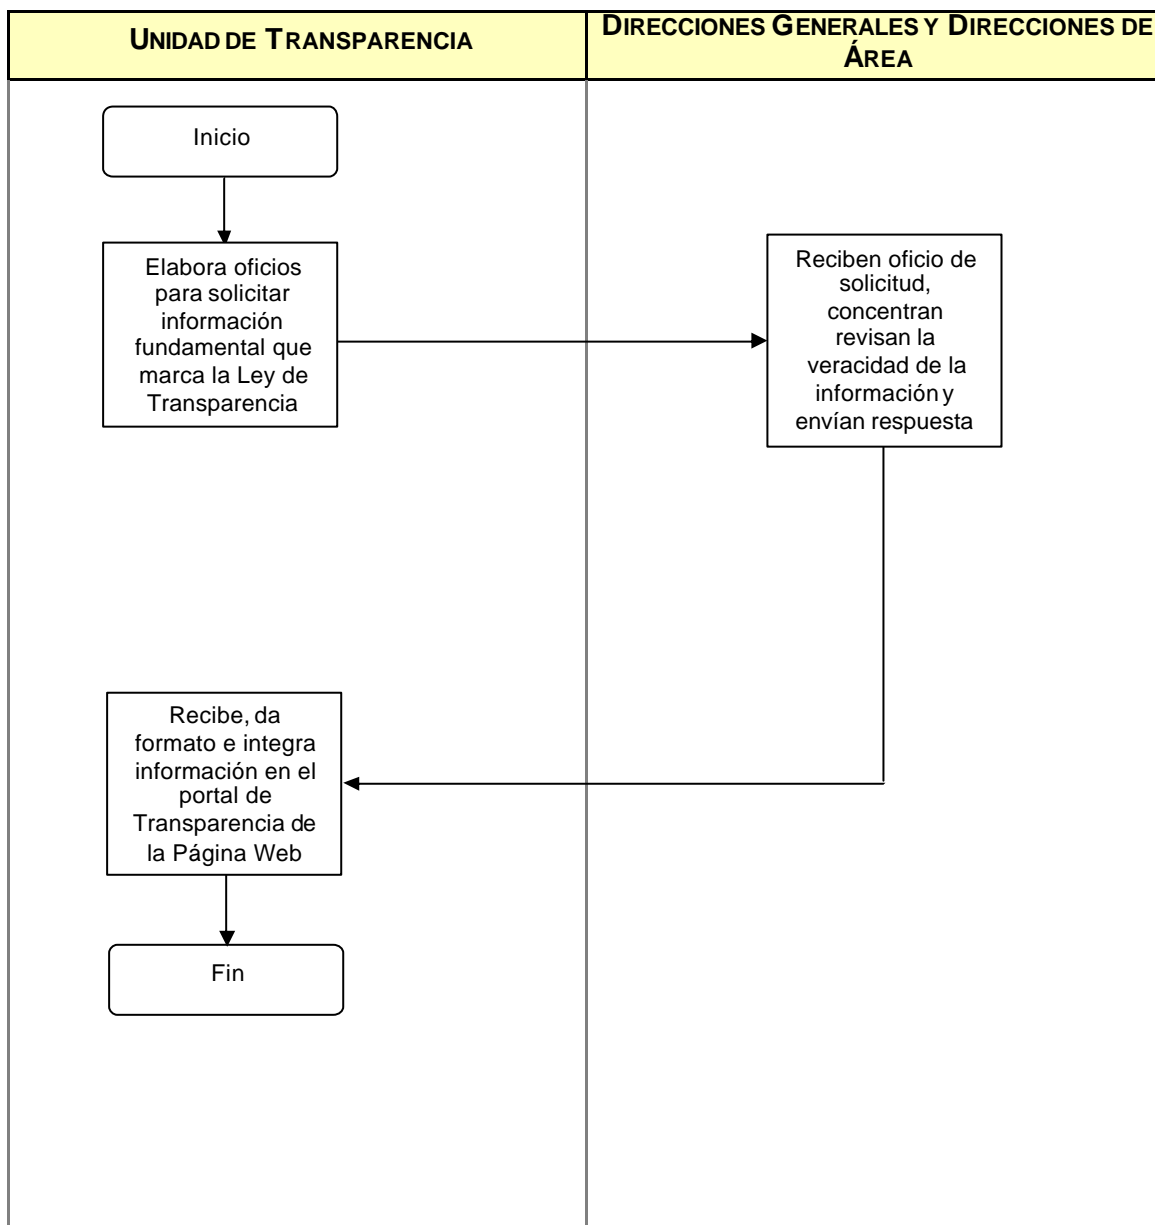 UNIDAD DE TRANSPARENCIA
DIRECCIONES GENERALES Y DIRECCIONES DE
ÁREA
Inicio
Elabora oficios
para solicitar
información
fundamental que
marca la Ley de
Transparencia
Reciben oficio de
solicitud,
concentran
revisan la
veracidad de la
información y
envían respuesta
Recibe, da
formato e integra
información en el
portal de
Transparencia de
la Página Web
Fin